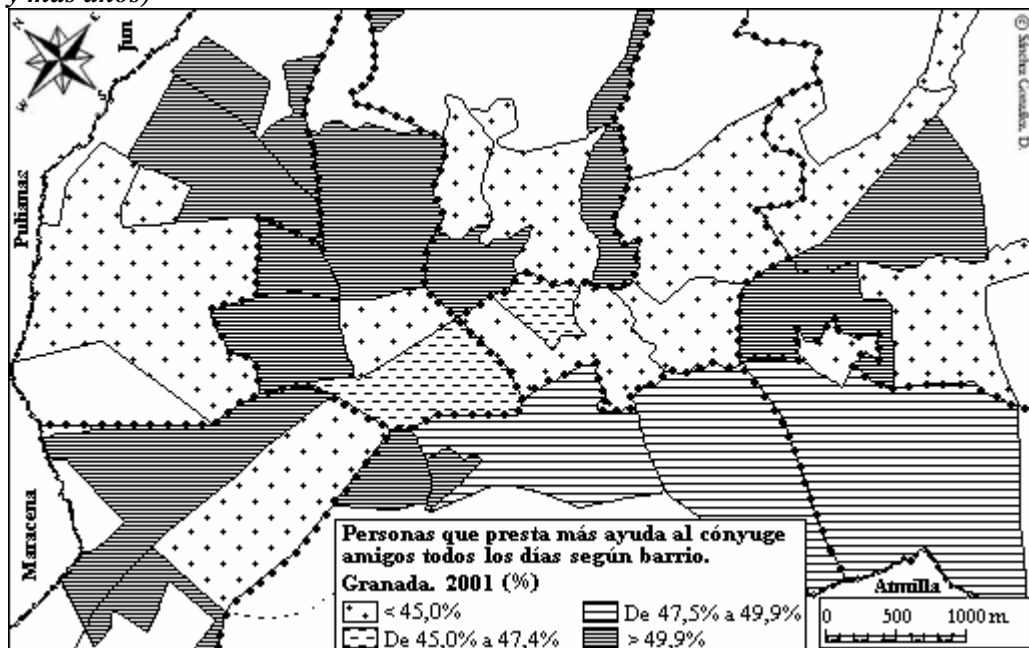 y más años)
N
E
S
W
Jun
© Sánchez González, D.
Pulianas
Maracena
Personas que presta más ayuda al cónyuge
amigos todos los días según barrio.
Granada. 2001 (%)
< 45,0%
De 47,5% a 49,9%
De 45,0% a 47,4%
> 49,9%
Atmilla
0 500 1000 m.